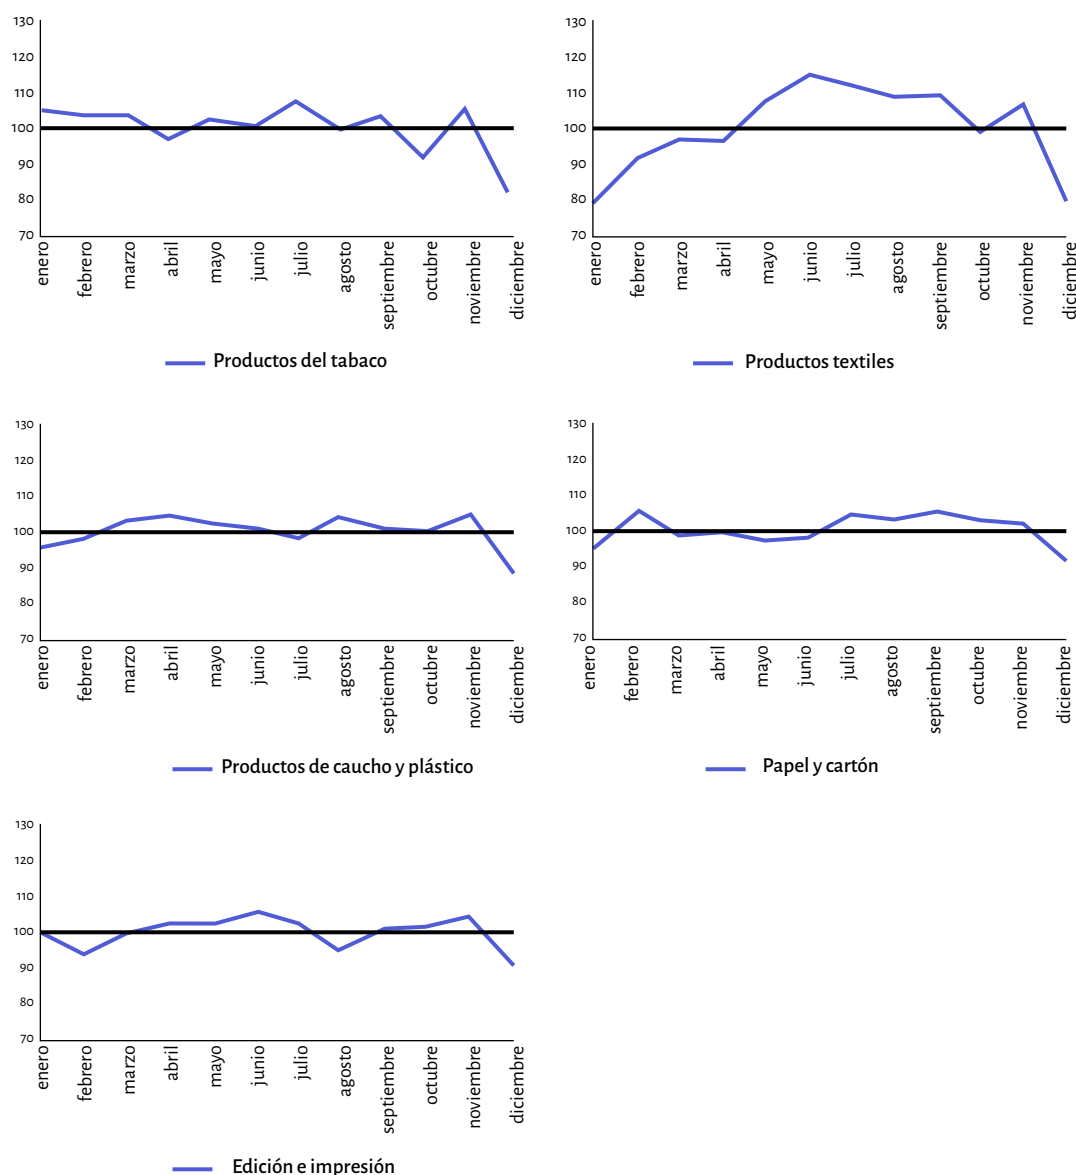 130
120
110
100
90
80
70
enero
febrero
marzo
abril
mayo
junio
julio
agosto
septiembre
octubre
noviembre
diciembre
Productos del tabaco
130
120
110
100
90
80
70
enero
febrero
marzo
abril
mayo
junio
julio
agosto
septiembre
octubre
noviembre
diciembre
Productos textiles
130
120
110
100
90
80
70
enero
febrero
marzo
abril
mayo
junio
julio
agosto
septiembre
octubre
noviembre
diciembre
Productos de caucho y plástico
130
120
110
100
90
80
70
enero
febrero
marzo
abril
mayo
junio
julio
agosto
septiembre
octubre
noviembre
diciembre
Papel y cartón
130
120
110
100
90
80
70
enero
febrero
marzo
abril
mayo
junio
julio
agosto
septiembre
octubre
noviembre
diciembre
Edición e impresión